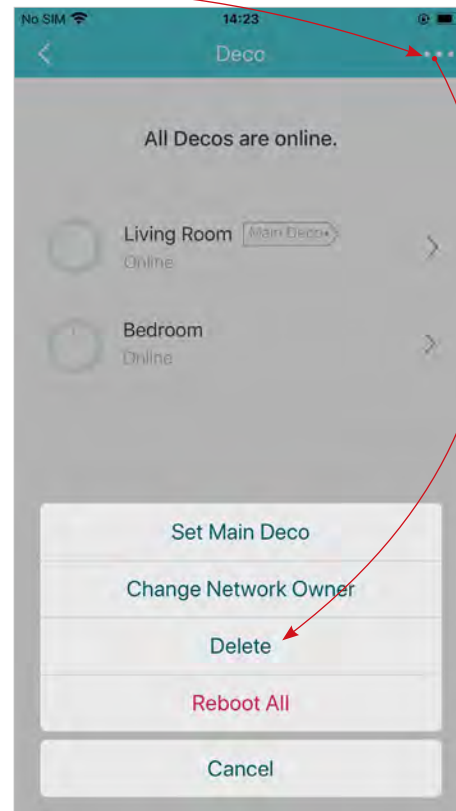 No SIM 14:23
Deco
All Decos are online.
Living Room Main Deco
Online
Bedroom
Online
Set Main Deco
Change Network Owner
Delete
Reboot All
Cancel